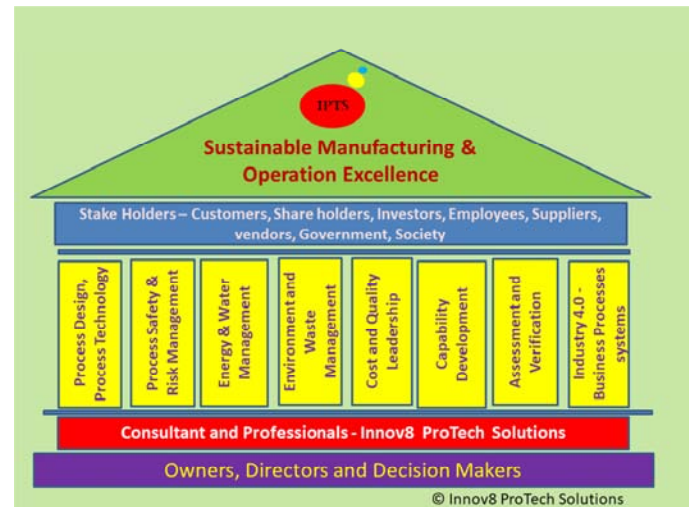 IPTS
Sustainable Manufacturing &
Operation Excellence
Stake Holders – Customers, Share holders, Investors, Employees, Suppliers,
vendors, Government, Society
Process Design,
Process Technology
Process Safety &
Risk Management
Energy & Water
Management
Environment and
Waste
Management
Cost and Quality
Leadership
Capability
Development
Assessment and
Verification
Industry 4.0 -
Business Processes
systems
Consultant and Professionals - Innov8 ProTech Solutions
Owners, Directors and Decision Makers
© Innov8 ProTech Solutions